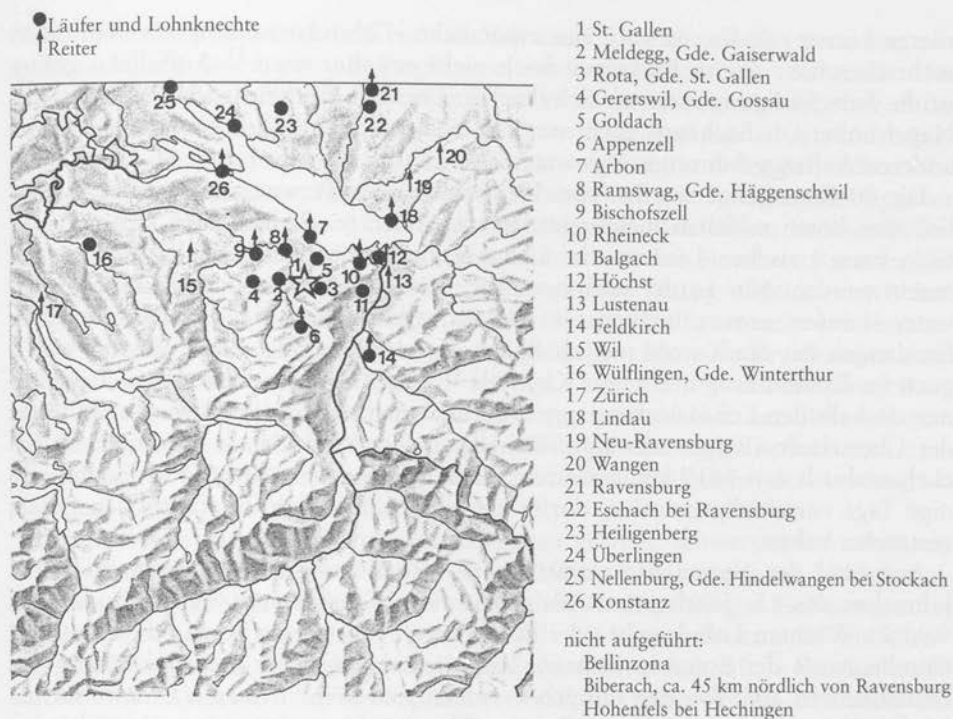 Läufer und Lohnknechte
Reiter
1 St. Gallen
2 Meldegg, Gde. Gaiserwald
3 Rota, Gde. St. Gallen
4 Geretswil, Gde. Gossau
5 Goldach
6 Appenzell
7 Arbon
8 Ramswag, Gde. Häggenschwil
9 Bischofszell
10 Rheineck
11 Balgach
12 Höchst
13 Lustenau
14 Feldkirch
15 Wil
16 Wülflingen, Gde. Winterthur
17 Zürich
18 Lindau
19 Neu-Ravensburg
20 Wangen
21 Ravensburg
22 Eschach bei Ravensburg
23 Heiligenberg
24 Überlingen
25 Nellenburg, Gde. Hindelwangen bei Stockach
26 Konstanz
nicht aufgeführt:
Bellinzona
Biberach, ca. 45 km nördlich von Ravensburg
Hohenfels bei Hechingen
25
24
23
21
22
20
26
19
18
16
15
9
8
7
10
12
17
4
2
1
5
3
11
13
6
14